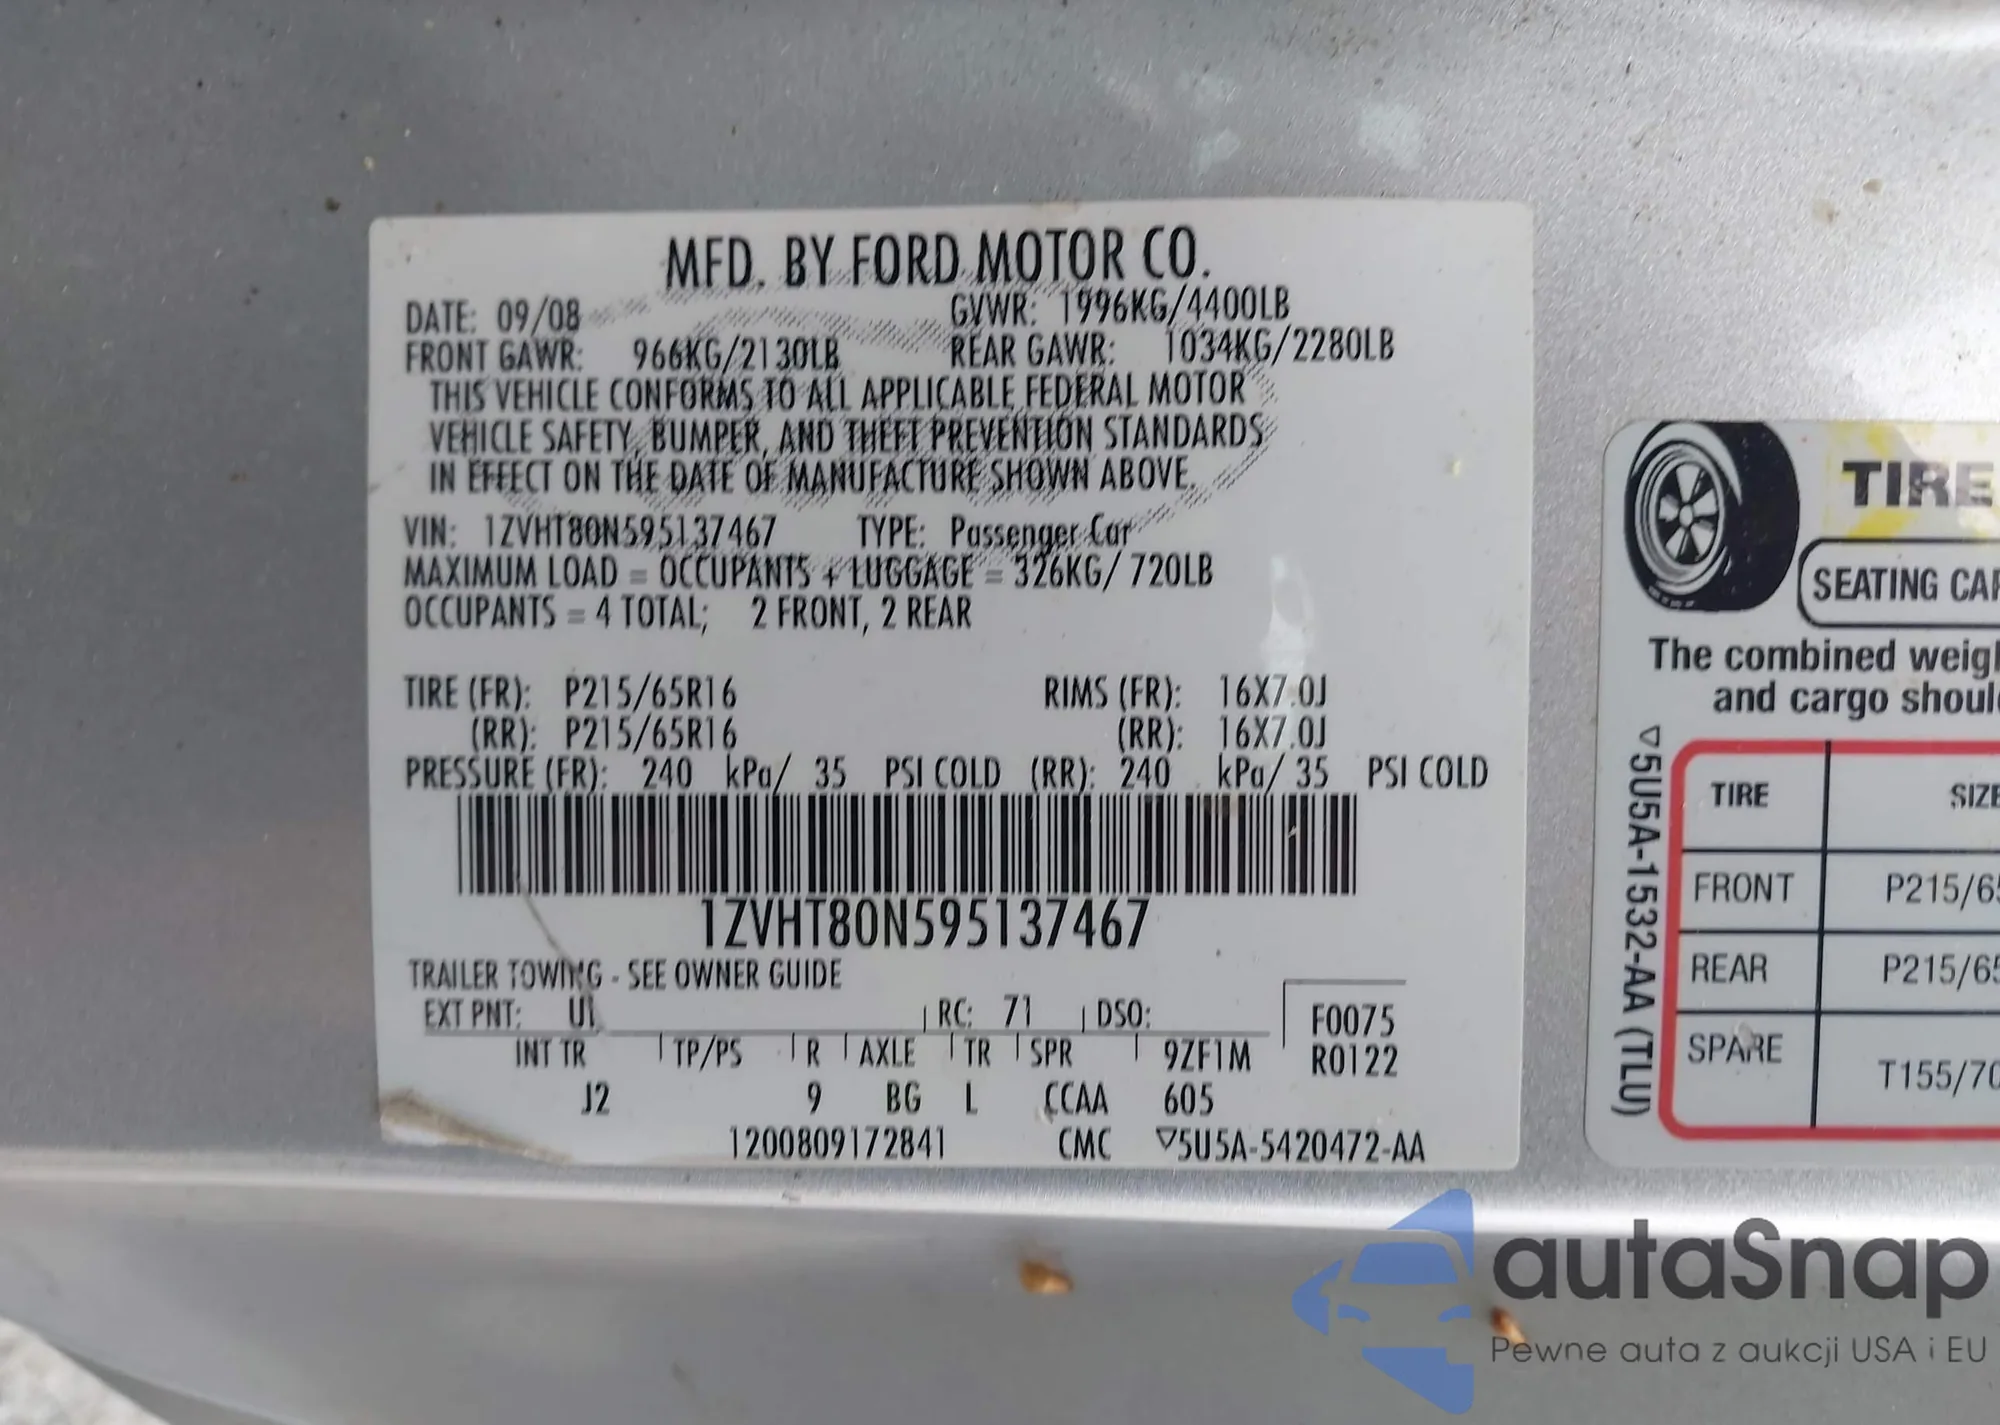 MFD. BY FORD MOTOR CO.
DATE: 09/08 GVWR: 1996KG/4400LB
FRONT GAWR: 966KG/2130LB REAR GAWR: 1034KG/2280LB
THIS VEHICLE CONFORMS TO ALL APPLICABLE FEDERAL MOTOR
VEHICLE SAFETY, BUMPER, AND THEFT PREVENTION STANDARDS
IN EFFECT ON THE DATE OF MANUFACTURE SHOWN ABOVE.
VIN: 1ZVHT80N595137467 TYPE: Passenger Car
MAXIMUM LOAD = OCCUPANTS + LUGGAGE = 326KG/ 720LB
OCCUPANTS = 4 TOTAL; 2 FRONT, 2 REAR
TIRE (FR): P215/65R16 RIMS (FR): 16X7.0J
(RR): P215/65R16 (RR): 16X7.0J
PRESSURE (FR): 240 kPa/ 35 PSI COLD (RR): 240 kPa/ 35 PSI COLD
1ZVHT80N595137467
TRAILER TOWING - SEE OWNER GUIDE
EXT PNT: UI RC: 71 DSO: F0075
INT TR TP/PS R AXLE TR SPR 9ZF1M R0122
J2 9 BG L CCAA 605
1200809172841 CMC ▽5U5A-5420472-AA
TIRE
SEATING CAP
The combined weigh
and cargo should
▽5U5A-1532-AA (TLU)
TIRE SIZE
FRONT P215/65
REAR P215/65
SPARE T155/70
autaSnap
Pewne auta z aukcji USA i EU